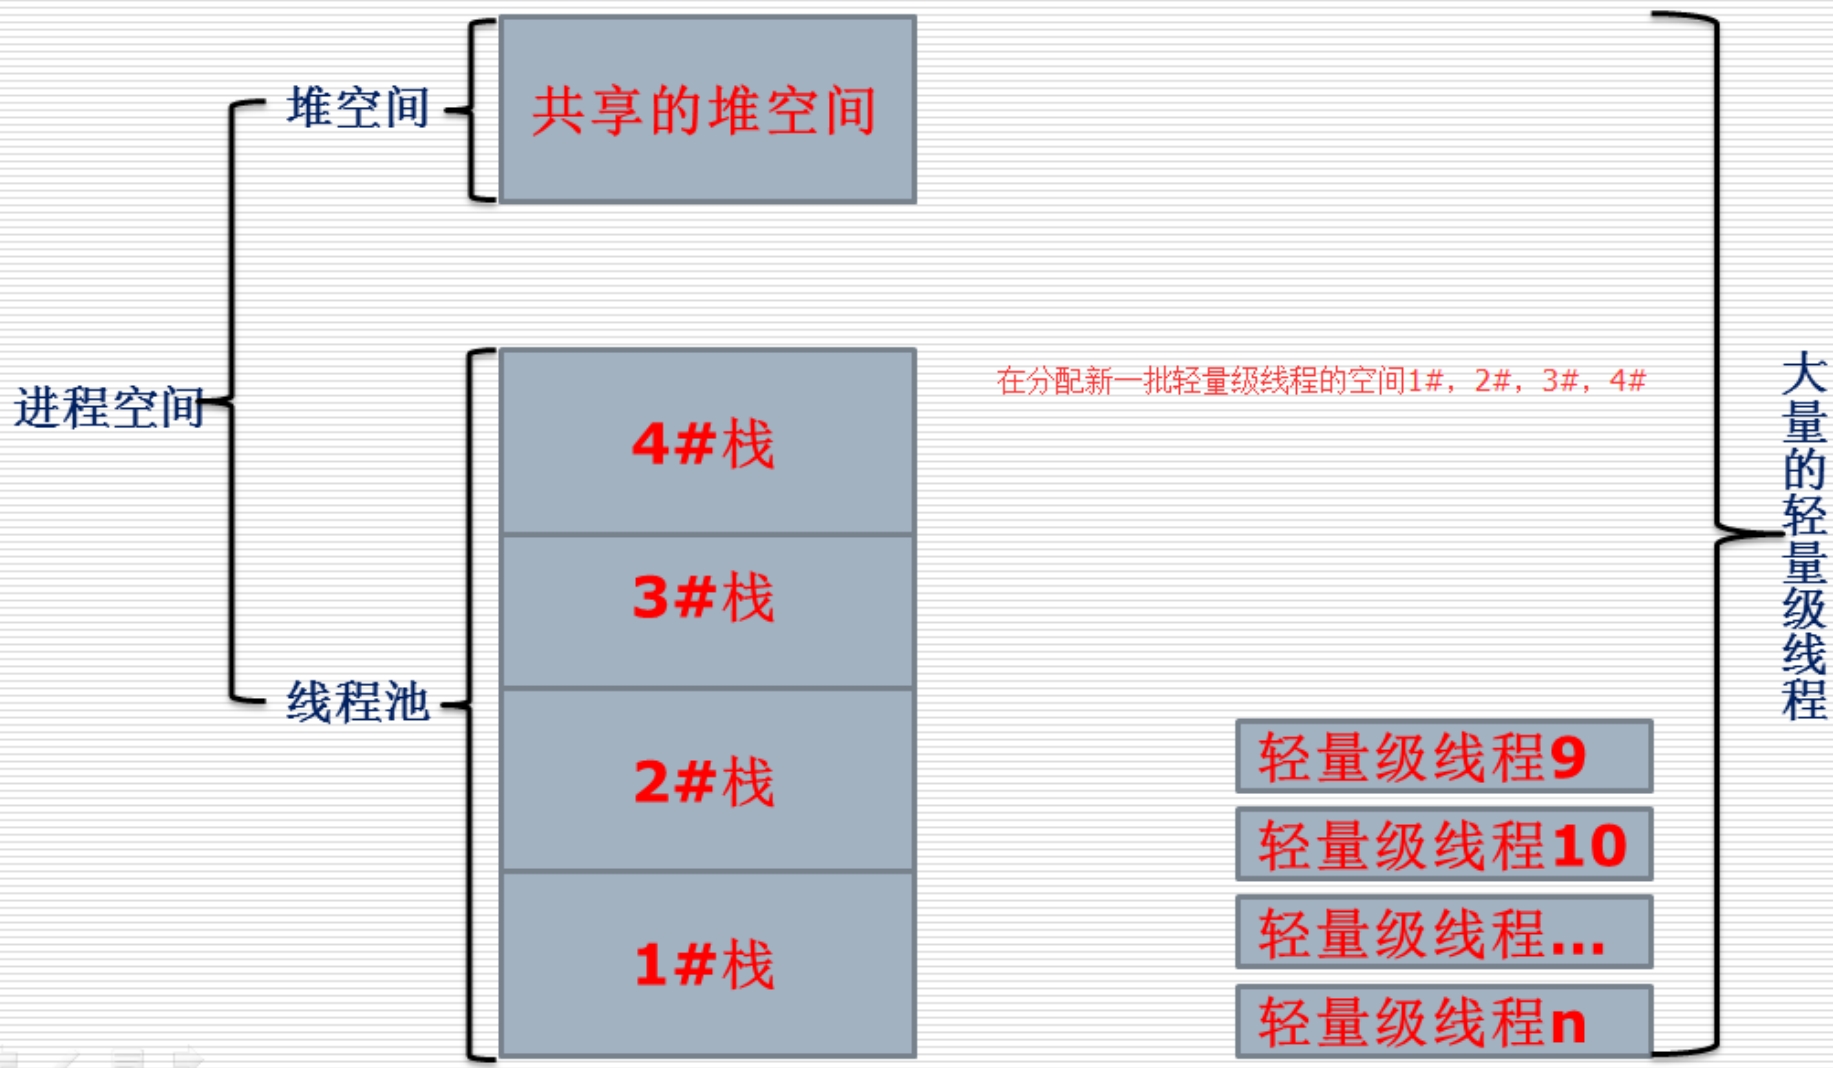 堆空间
共享的堆空间
进程空间
线程池
4#栈
3#栈
2#栈
1#栈
在分配新一批轻量级线程的空间1#，2#，3#，4#
轻量级线程9
轻量级线程10
轻量级线程...
轻量级线程n
大量的轻量级线程